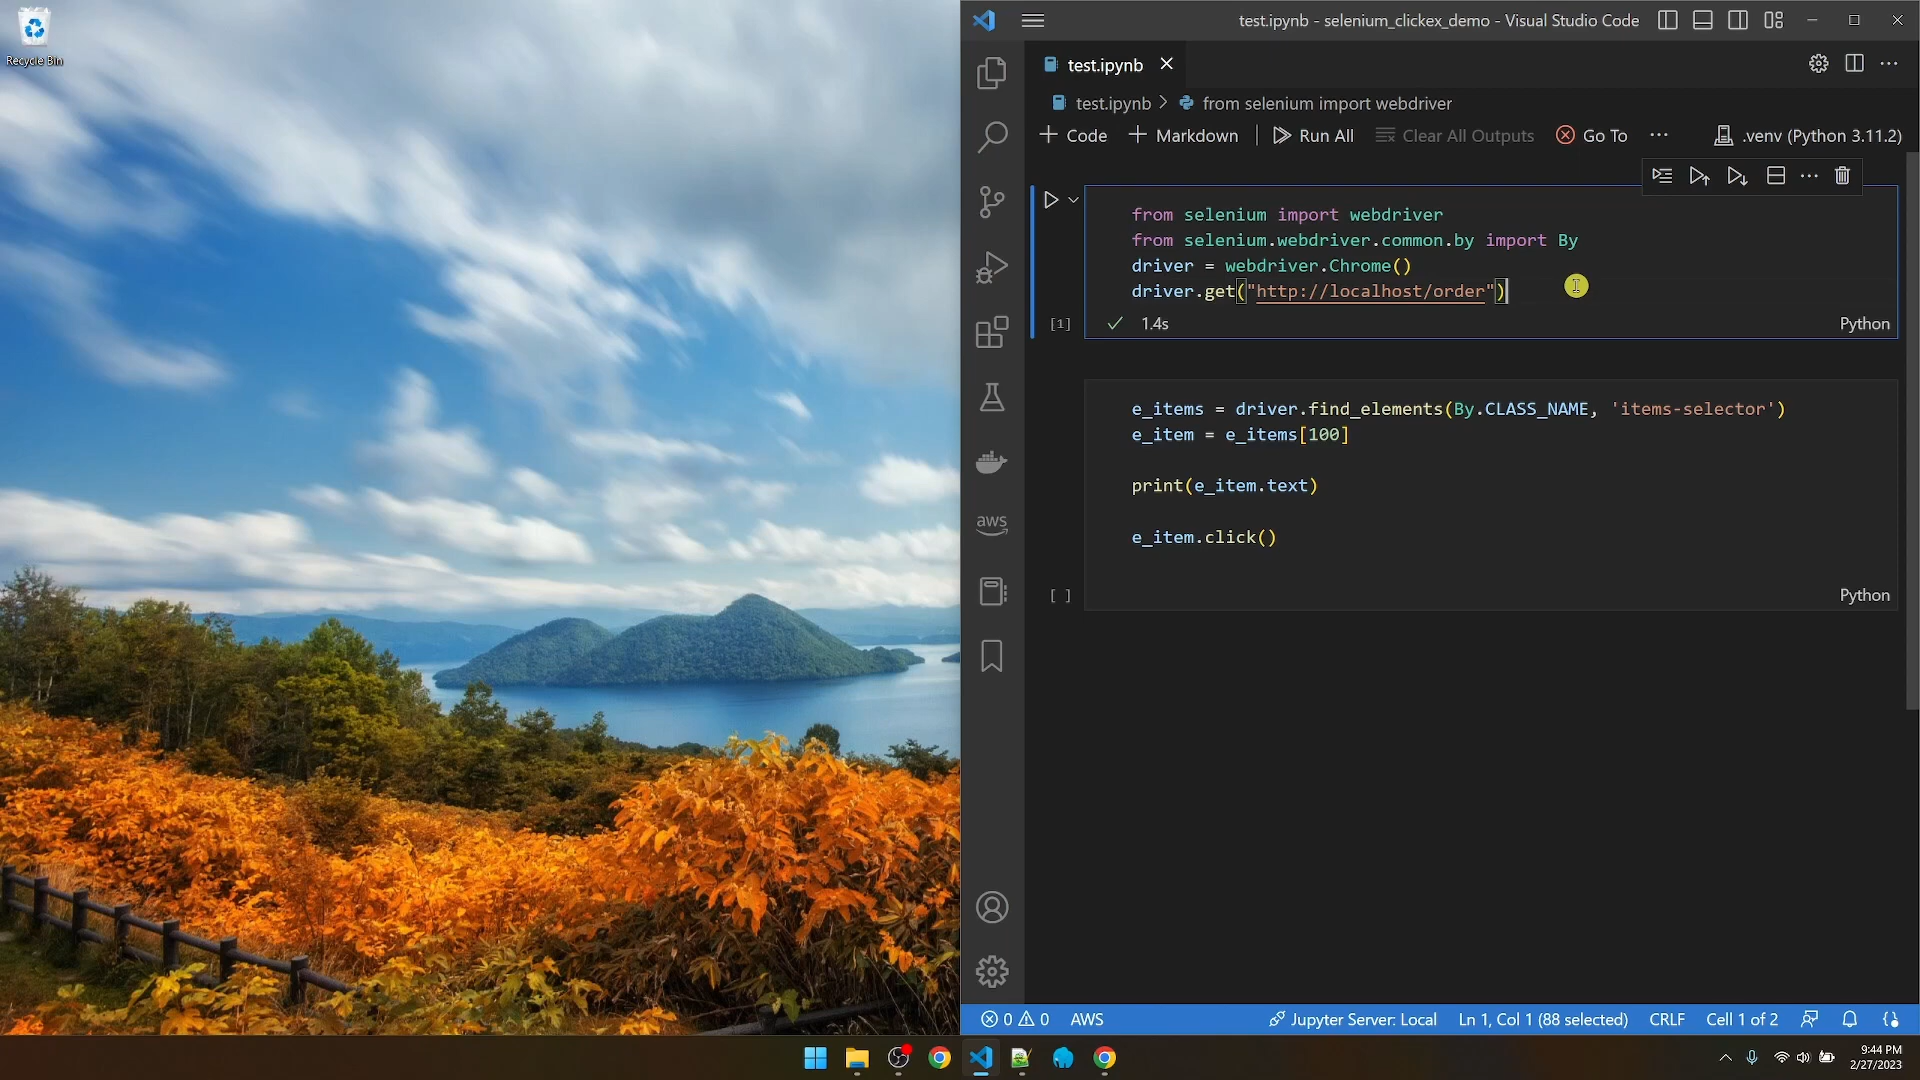 Recycle Bin
test.ipynb - selenium_clickex_demo - Visual Studio Code
test.ipynb
test.ipynb > from selenium import webdriver
Code
Markdown
Run All
Clear All Outputs
Go To
.venv (Python 3.11.2)
from selenium import webdriver
from selenium.webdriver.common.by import By
driver = webdriver.Chrome()
driver.get("http://localhost/order")
[1]
1.4s
Python
e_items = driver.find_elements(By.CLASS_NAME, 'items-selector')
e_item = e_items[100]
print(e_item.text)
e_item.click()
[ ]
Python
aws
0 0 AWS
Jupyter Server: Local
Ln 1, Col 1 (88 selected)
CRLF
Cell 1 of 2
9:44 PM
2/27/2023